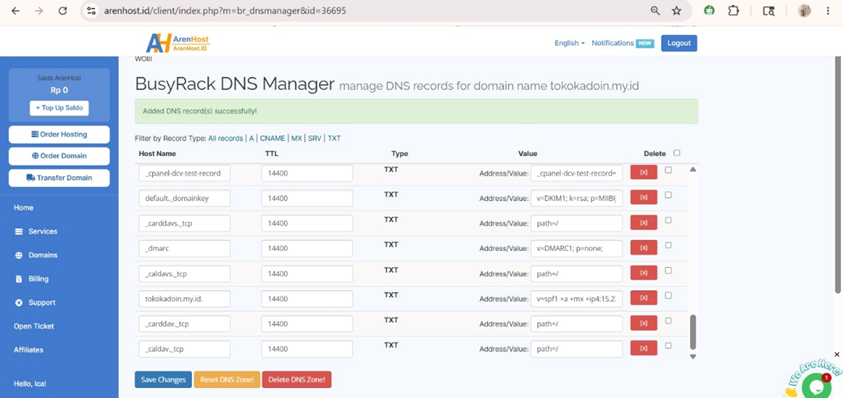 arenhost.id/client/index.php?m=br_dnsmanager&id=36695
ArenHost
ArenHost.ID
English
Notifications NEW
Logout
Saldo ArenHost
Rp 0
+ Top Up Saldo
Order Hosting
Order Domain
Transfer Domain
Home
Services
Domains
Billing
Support
Open Ticket
Affiliates
Hello, Ica!
BusyRack DNS Manager manage DNS records for domain name tokokadoin.my.id
Added DNS record(s) successfully!
Filter by Record Type: All records | A | CNAME | MX | SRV | TXT
Host Name TTL Type Value Delete
_cpanel-dcv-test-record 14400 TXT Address/Value: _cpanel-dcv-test-record= [x]
default._domainkey 14400 TXT Address/Value: v=DKIM1; k=rsa; p=MIIBI [x]
_carddavs._tcp 14400 TXT Address/Value: path=/ [x]
_dmarc 14400 TXT Address/Value: v=DMARC1; p=none; [x]
_caldavs._tcp 14400 TXT Address/Value: path=/ [x]
tokokadoin.my.id. 14400 TXT Address/Value: v=spf1 +a +mx +ip4:15.2 [x]
_carddav._tcp 14400 TXT Address/Value: path=/ [x]
_caldav._tcp 14400 TXT Address/Value: path=/ [x]
Save Changes Reset DNS Zone! Delete DNS Zone!
We Are Here!
1